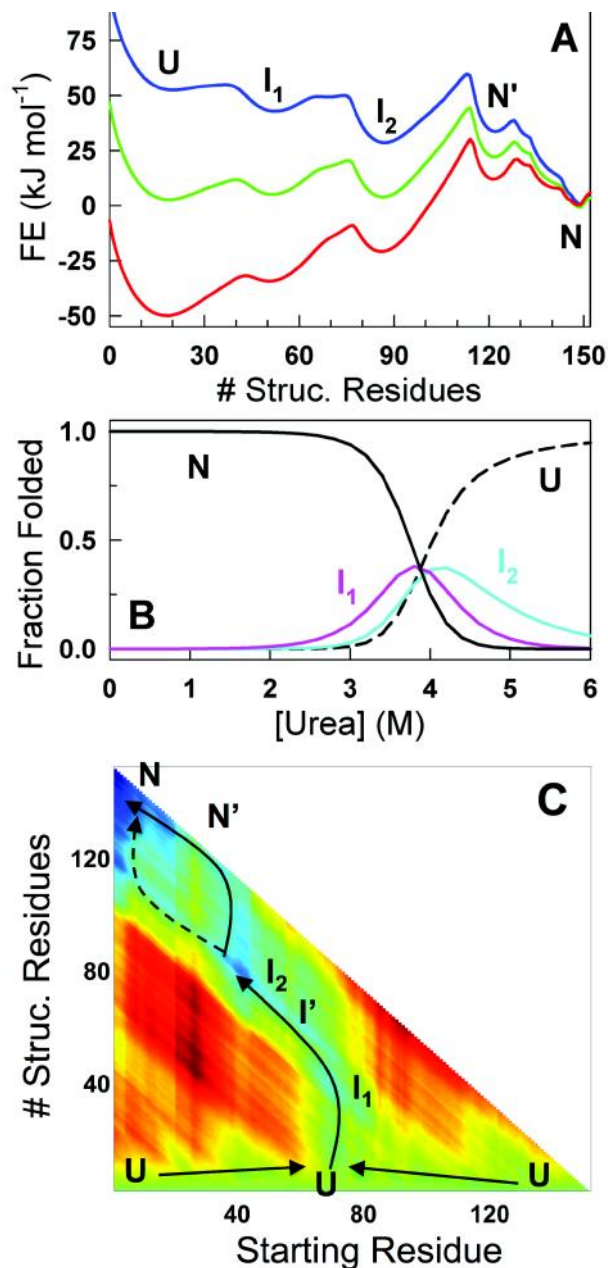 A
75
50
25
0
-25
-50
FE (kJ mol⁻¹)
U
I₁
I₂
N'
N
0 30 60 90 120 152
# Struc. Residues
B
1.0
0.5
0.0
Fraction Folded
N
U
I₁
I₂
0 1 2 3 4 5 6
[Urea] (M)
C
N
N’
120
80
40
# Struc. Residues
I₂
I’
I₁
U U U
40 80 120
Starting Residue